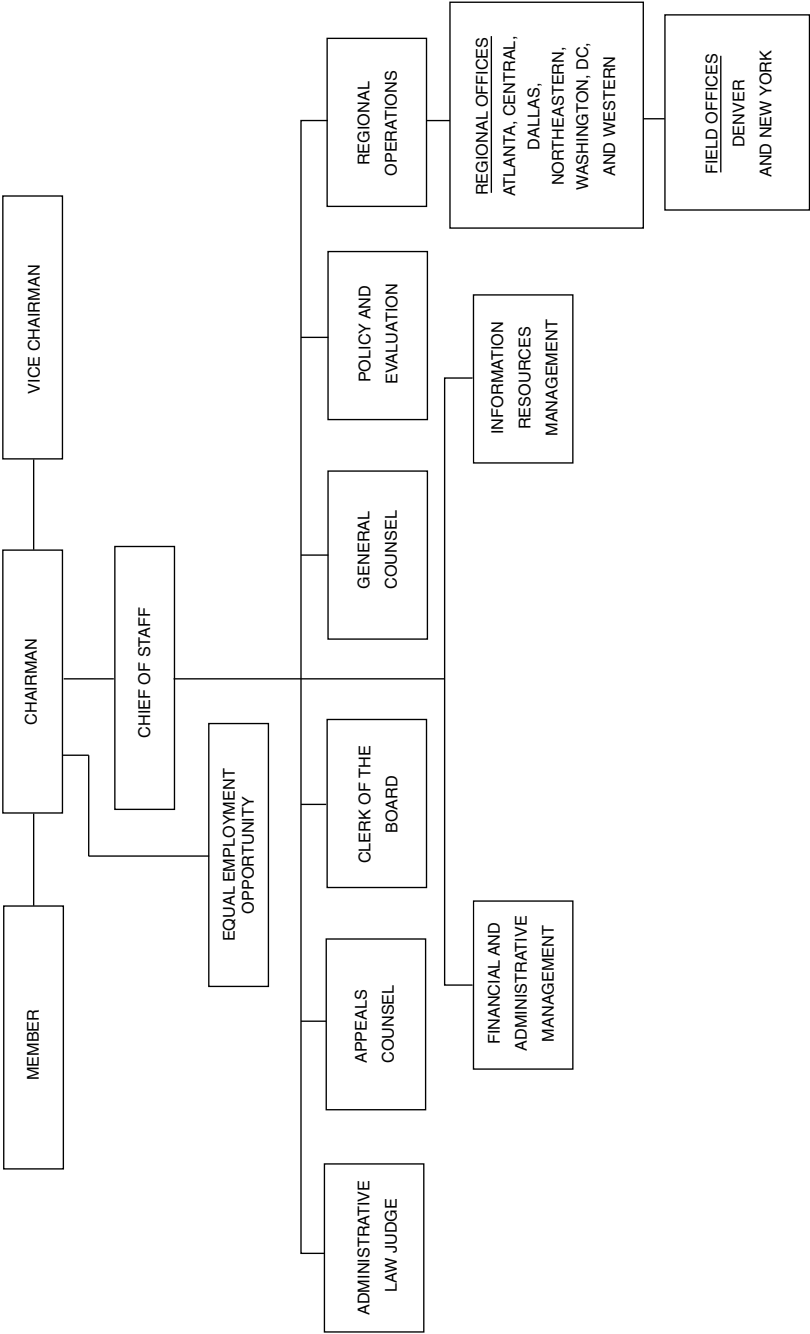 MEMBER
CHAIRMAN
VICE CHAIRMAN
CHIEF OF STAFF
EQUAL EMPLOYMENT
OPPORTUNITY
ADMINISTRATIVE
LAW JUDGE
APPEALS
COUNSEL
CLERK OF THE
BOARD
GENERAL
COUNSEL
POLICY AND
EVALUATION
REGIONAL
OPERATIONS
FINANCIAL AND
ADMINISTRATIVE
MANAGEMENT
INFORMATION
RESOURCES
MANAGEMENT
REGIONAL OFFICES
ATLANTA, CENTRAL,
DALLAS,
NORTHEASTERN,
WASHINGTON, DC,
AND WESTERN
FIELD OFFICES
DENVER
AND NEW YORK